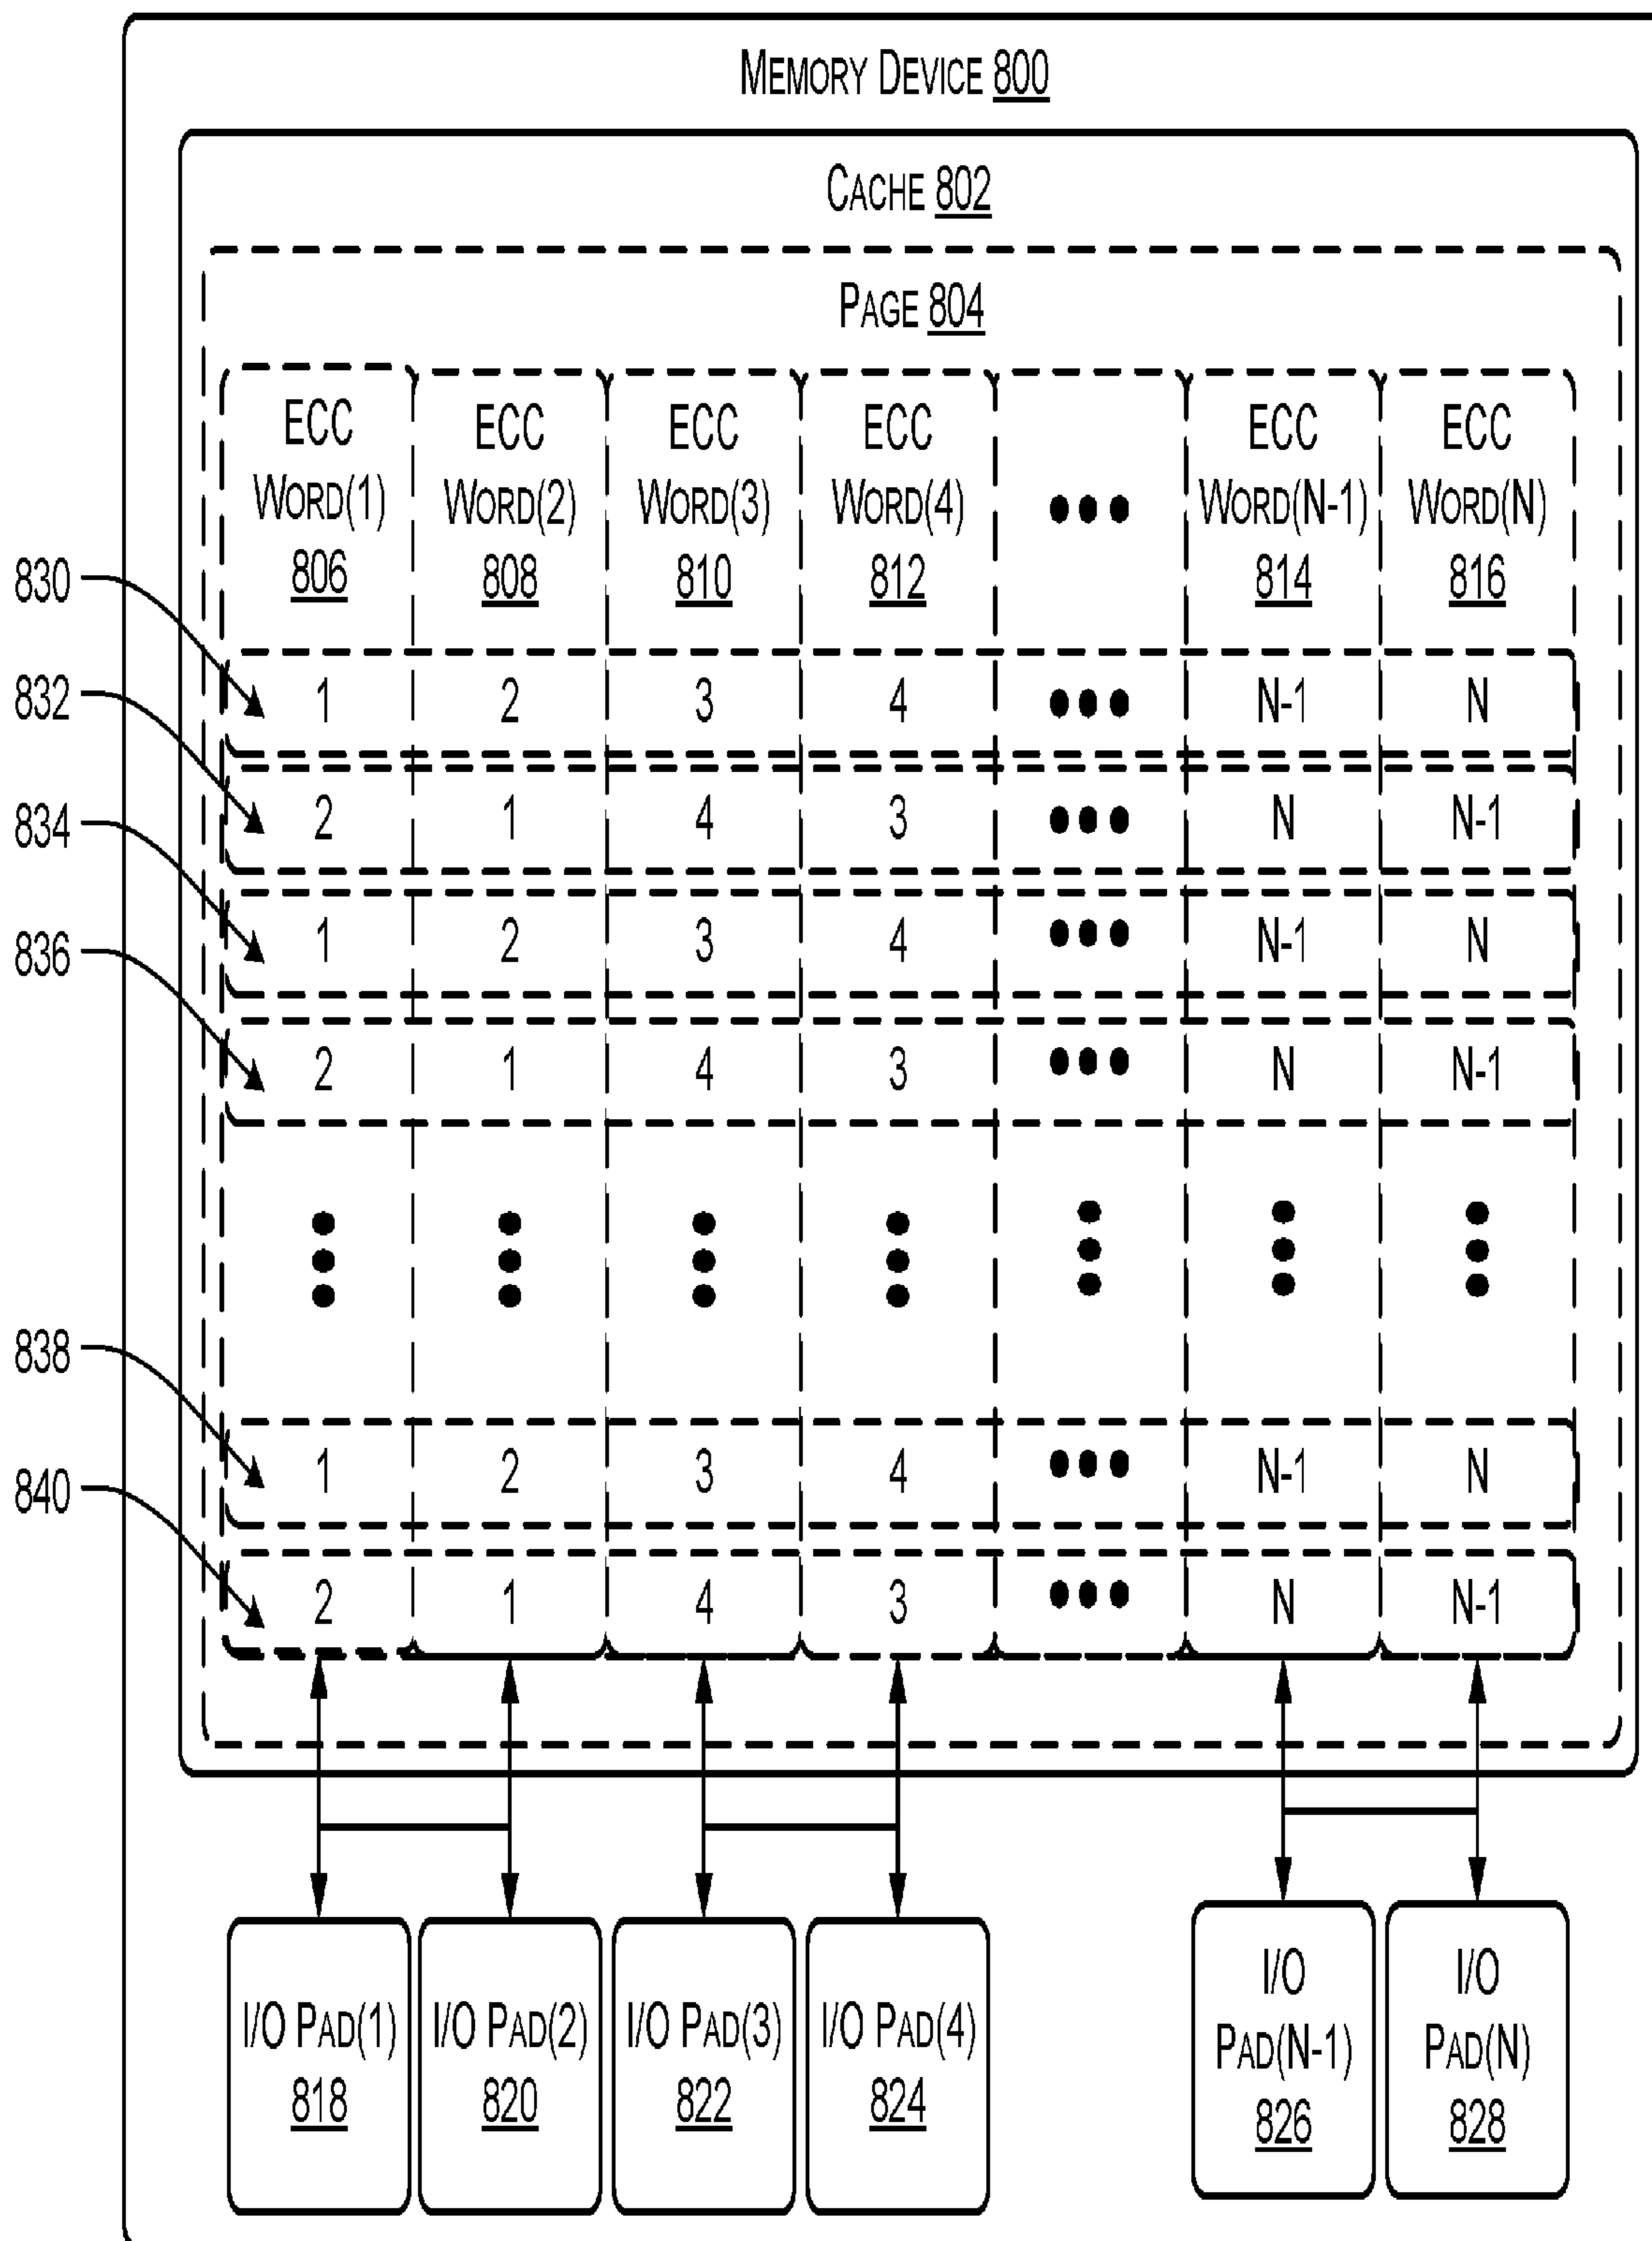 MEMORY DEVICE 800
CACHE 802
PAGE 804
ECC WORD(1) 806
ECC WORD(2) 808
ECC WORD(3) 810
ECC WORD(4) 812
ECC WORD(N-1) 814
ECC WORD(N) 816
830
1 2 3 4 N-1 N
832
2 1 4 3 N N-1
834
1 2 3 4 N-1 N
836
2 1 4 3 N N-1
838
1 2 3 4 N-1 N
840
2 1 4 3 N N-1
I/O PAD(1) 818
I/O PAD(2) 820
I/O PAD(3) 822
I/O PAD(4) 824
I/O PAD(N-1) 826
I/O PAD(N) 828